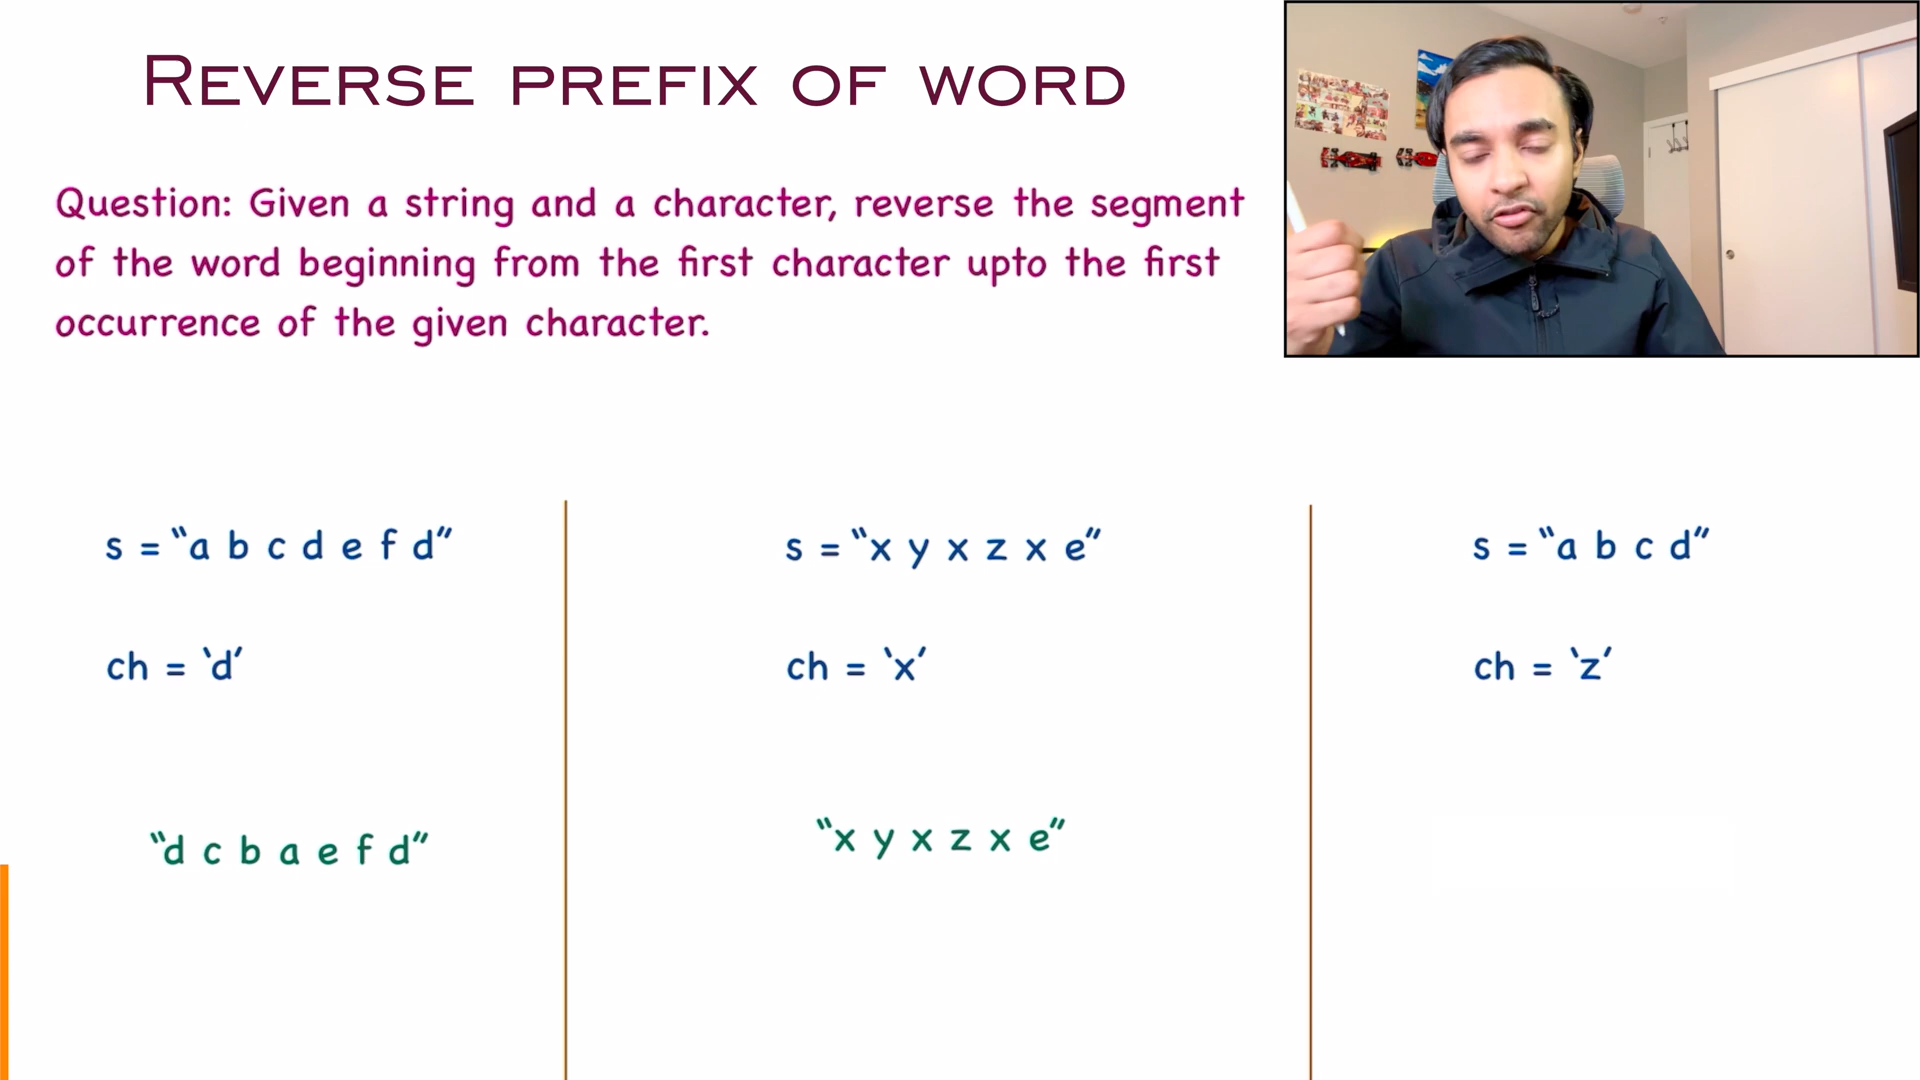 REVERSE PREFIX OF WORD
Question: Given a string and a character, reverse the segment
of the word beginning from the first character upto the first
occurrence of the given character.
s = “a b c d e f d”
ch = ‘d’
“d c b a e f d”
s = “x y x z x e”
ch = ‘x’
“x y x z x e”
s = “a b c d”
ch = ‘z’